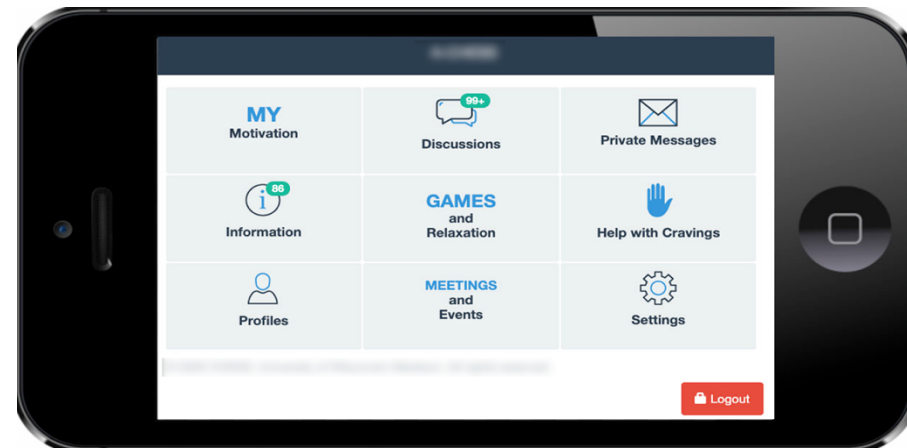 MY
Motivation
99+
Discussions
Private Messages
86
i
Information
GAMES
and
Relaxation
Help with Cravings
Profiles
MEETINGS
and
Events
Settings
Logout